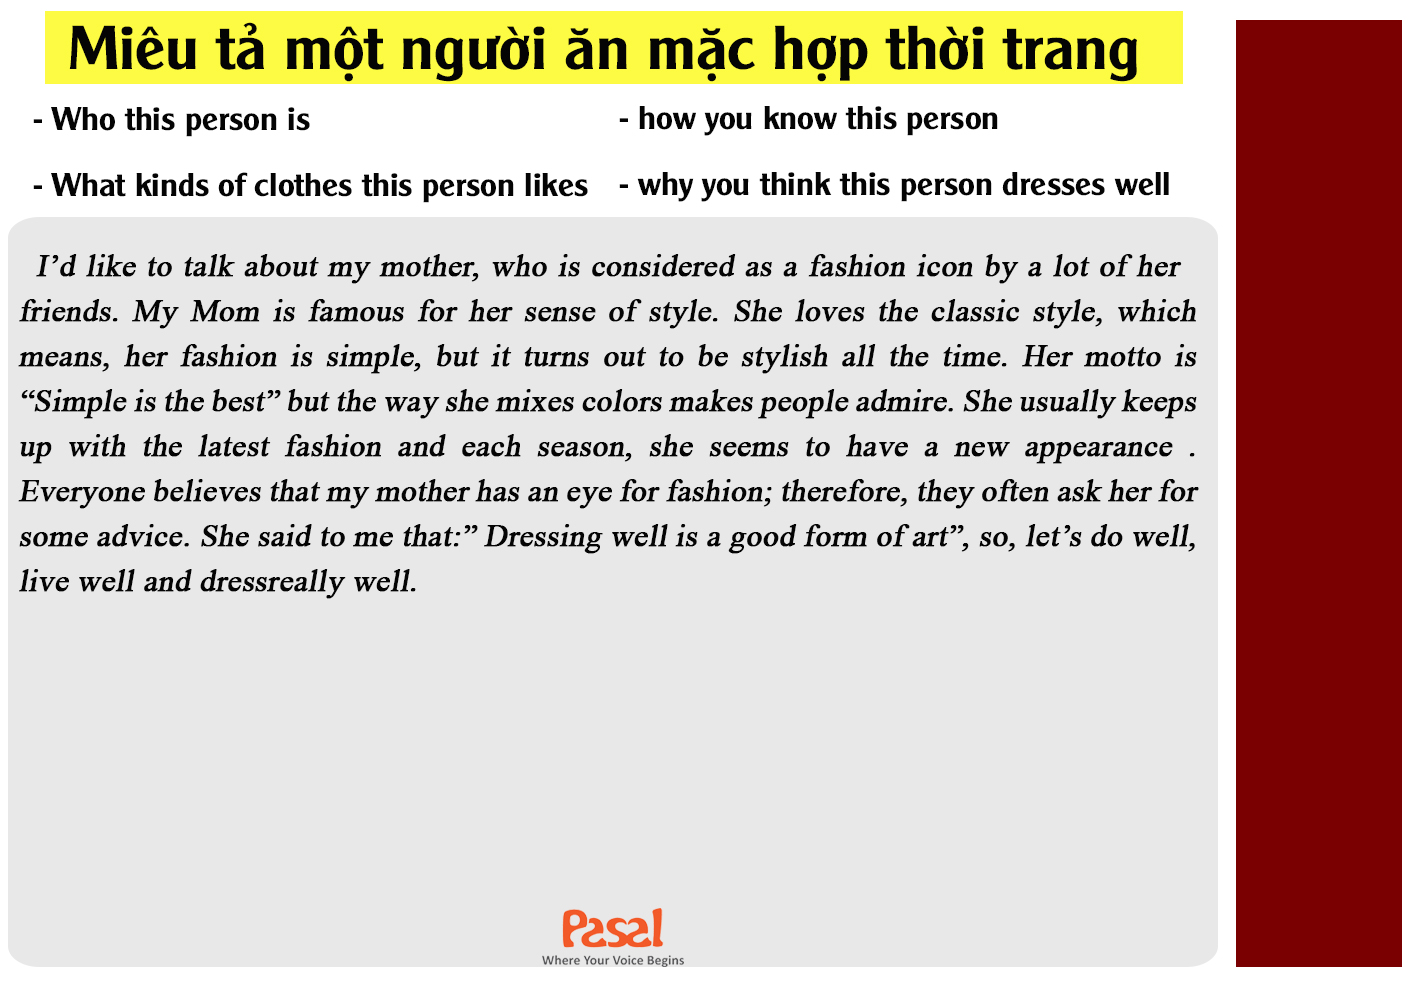 Miêu tả một người ăn mặc hợp thời trang
- Who this person is
- how you know this person
- What kinds of clothes this person likes
- why you think this person dresses well
I’d like to talk about my mother, who is considered as a fashion icon by a lot of her
friends. My Mom is famous for her sense of style. She loves the classic style, which
means, her fashion is simple, but it turns out to be stylish all the time. Her motto is
“Simple is the best” but the way she mixes colors makes people admire. She usually keeps
up with the latest fashion and each season, she seems to have a new appearance .
Everyone believes that my mother has an eye for fashion; therefore, they often ask her for
some advice. She said to me that:” Dressing well is a good form of art”, so, let’s do well,
live well and dressreally well.
Pasal
Where Your Voice Begins